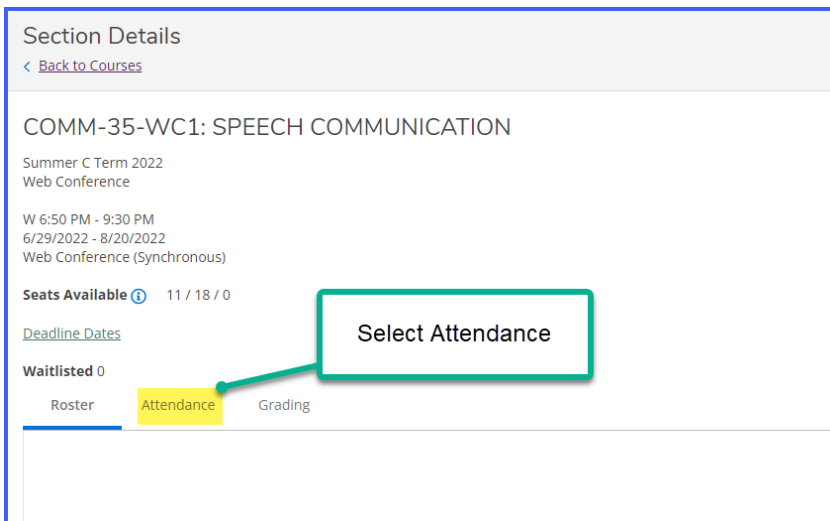 Section Details
< Back to Courses
COMM-35-WC1: SPEECH COMMUNICATION
Summer C Term 2022
Web Conference
W 6:50 PM - 9:30 PM
6/29/2022 - 8/20/2022
Web Conference (Synchronous)
Seats Available i 11 / 18 / 0
Select Attendance
Deadline Dates
Waitlisted 0
Roster Attendance Grading